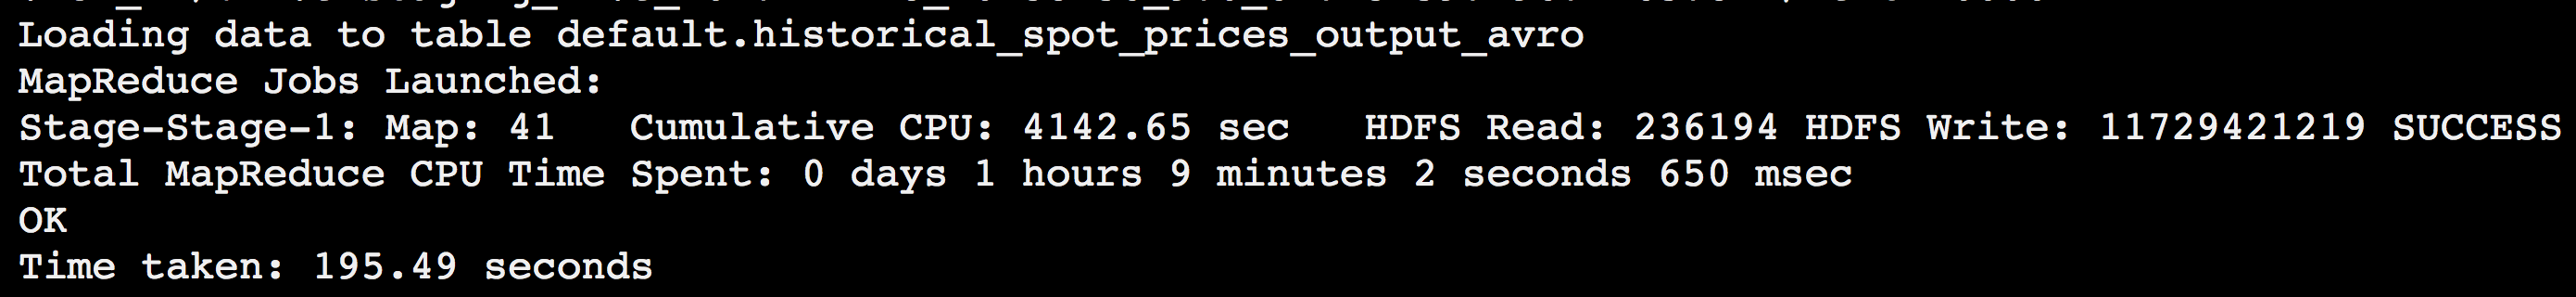 Loading data to table default.historical_spot_prices_output_avro
MapReduce Jobs Launched:
Stage-Stage-1: Map: 41   Cumulative CPU: 4142.65 sec   HDFS Read: 236194 HDFS Write: 11729421219 SUCCESS
Total MapReduce CPU Time Spent: 0 days 1 hours 9 minutes 2 seconds 650 msec
OK
Time taken: 195.49 seconds